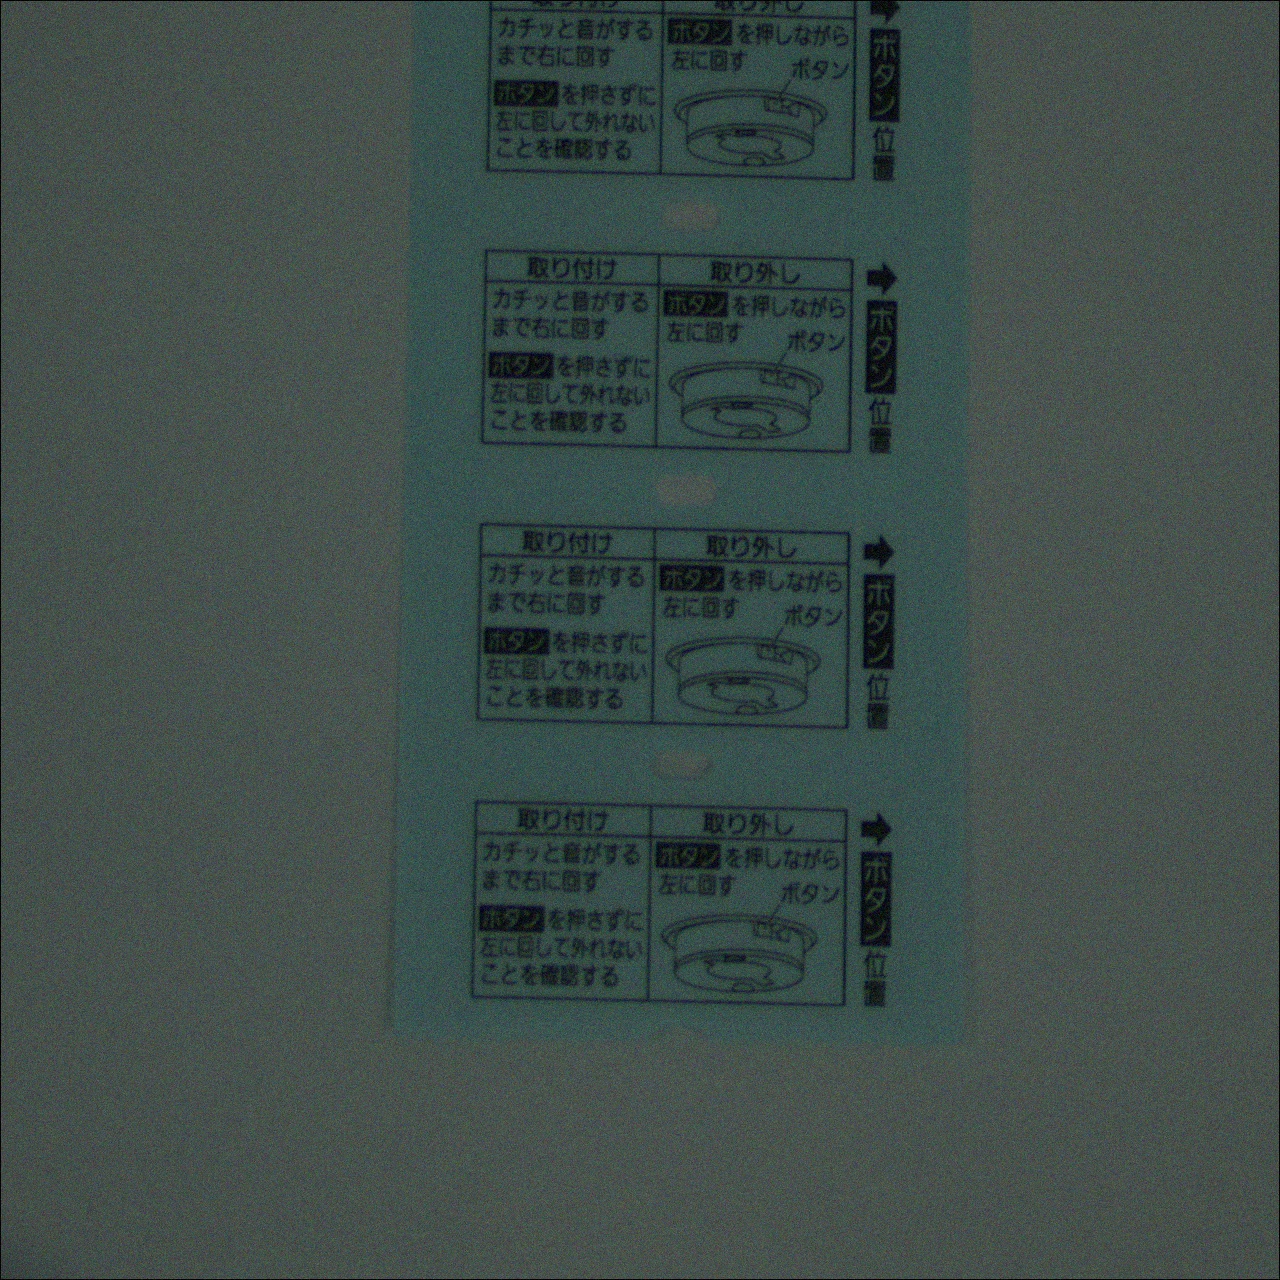 取り付け
取り外し
カチッと音がする
まで右に回す
ボタンを押さずに
左に回して外れない
ことを確認する
ボタンを押しながら
左に回す
ボタン
➡ボタン位置
取り付け
取り外し
カチッと音がする
まで右に回す
ボタンを押さずに
左に回して外れない
ことを確認する
ボタンを押しながら
左に回す
ボタン
➡ボタン位置
取り付け
取り外し
カチッと音がする
まで右に回す
ボタンを押さずに
左に回して外れない
ことを確認する
ボタンを押しながら
左に回す
ボタン
➡ボタン位置
取り付け
取り外し
カチッと音がする
まで右に回す
ボタンを押さずに
左に回して外れない
ことを確認する
ボタンを押しながら
左に回す
ボタン
➡ボタン位置